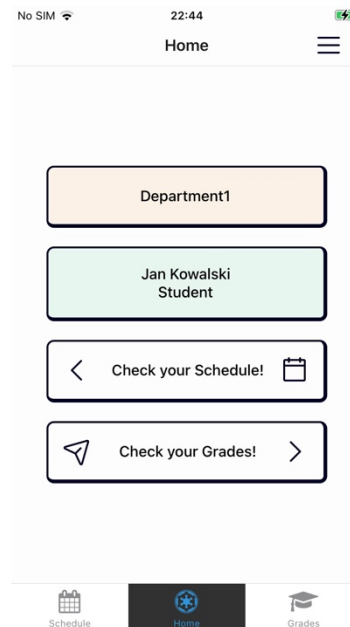 No SIM
22:44
Home
Department1
Jan Kowalski
Student
Check your Schedule!
Check your Grades!
Schedule
Home
Grades